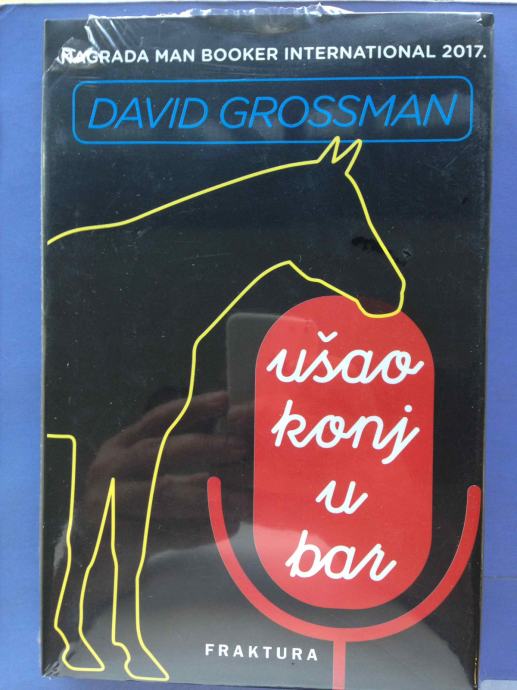 NAGRADA MAN BOOKER INTERNATIONAL 2017.
DAVID GROSSMAN
ušao
konj
u
bar
FRAKTURA